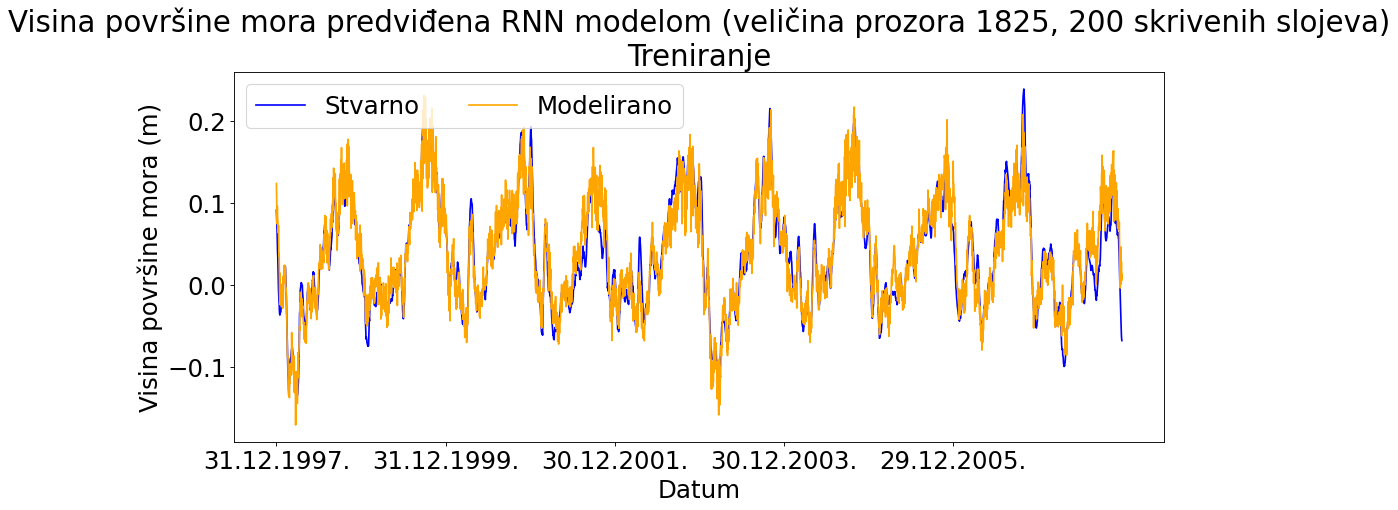 Visina površine mora predviđena RNN modelom (veličina prozora 1825, 200 skrivenih slojeva)
Treniranje
Stvarno Modelirano
Visina površine mora (m)
0.2
0.1
0.0
−0.1
31.12.1997. 31.12.1999. 30.12.2001. 30.12.2003. 29.12.2005.
Datum